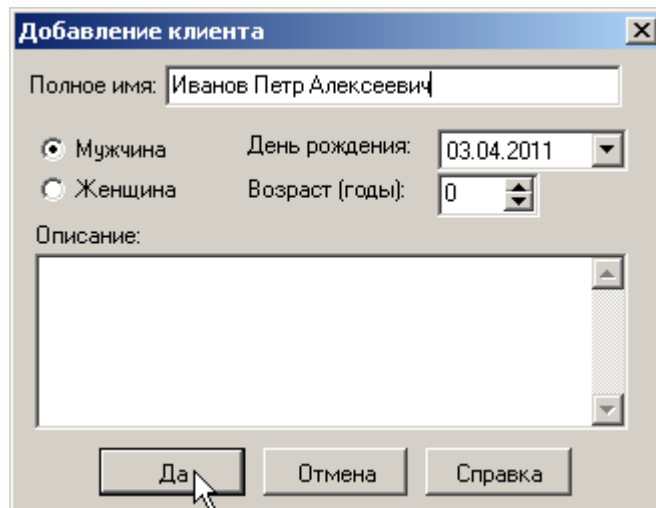 Добавление клиента
Полное имя: Иванов Петр Алексеевич
Мужчина День рождения: 03.04.2011
Женщина Возраст (годы): 0
Описание:
Да Отмена Справка